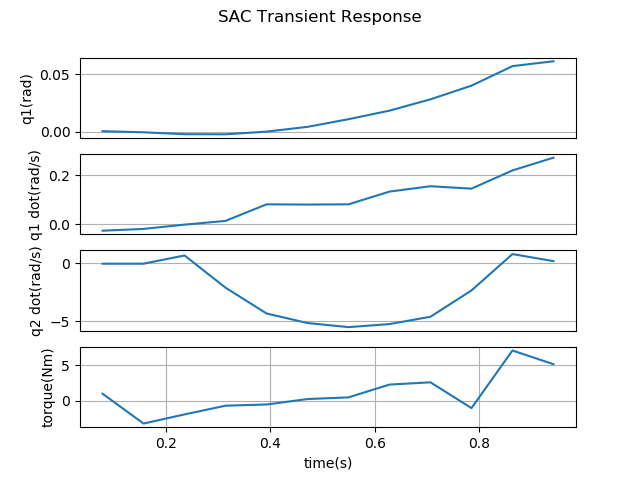 SAC Transient Response
q1(rad)
0.05
0.00
q1 dot(rad/s)
0.2
0.0
q2 dot(rad/s)
0
−5
torque(Nm)
5
0
0.2 0.4 0.6 0.8
time(s)